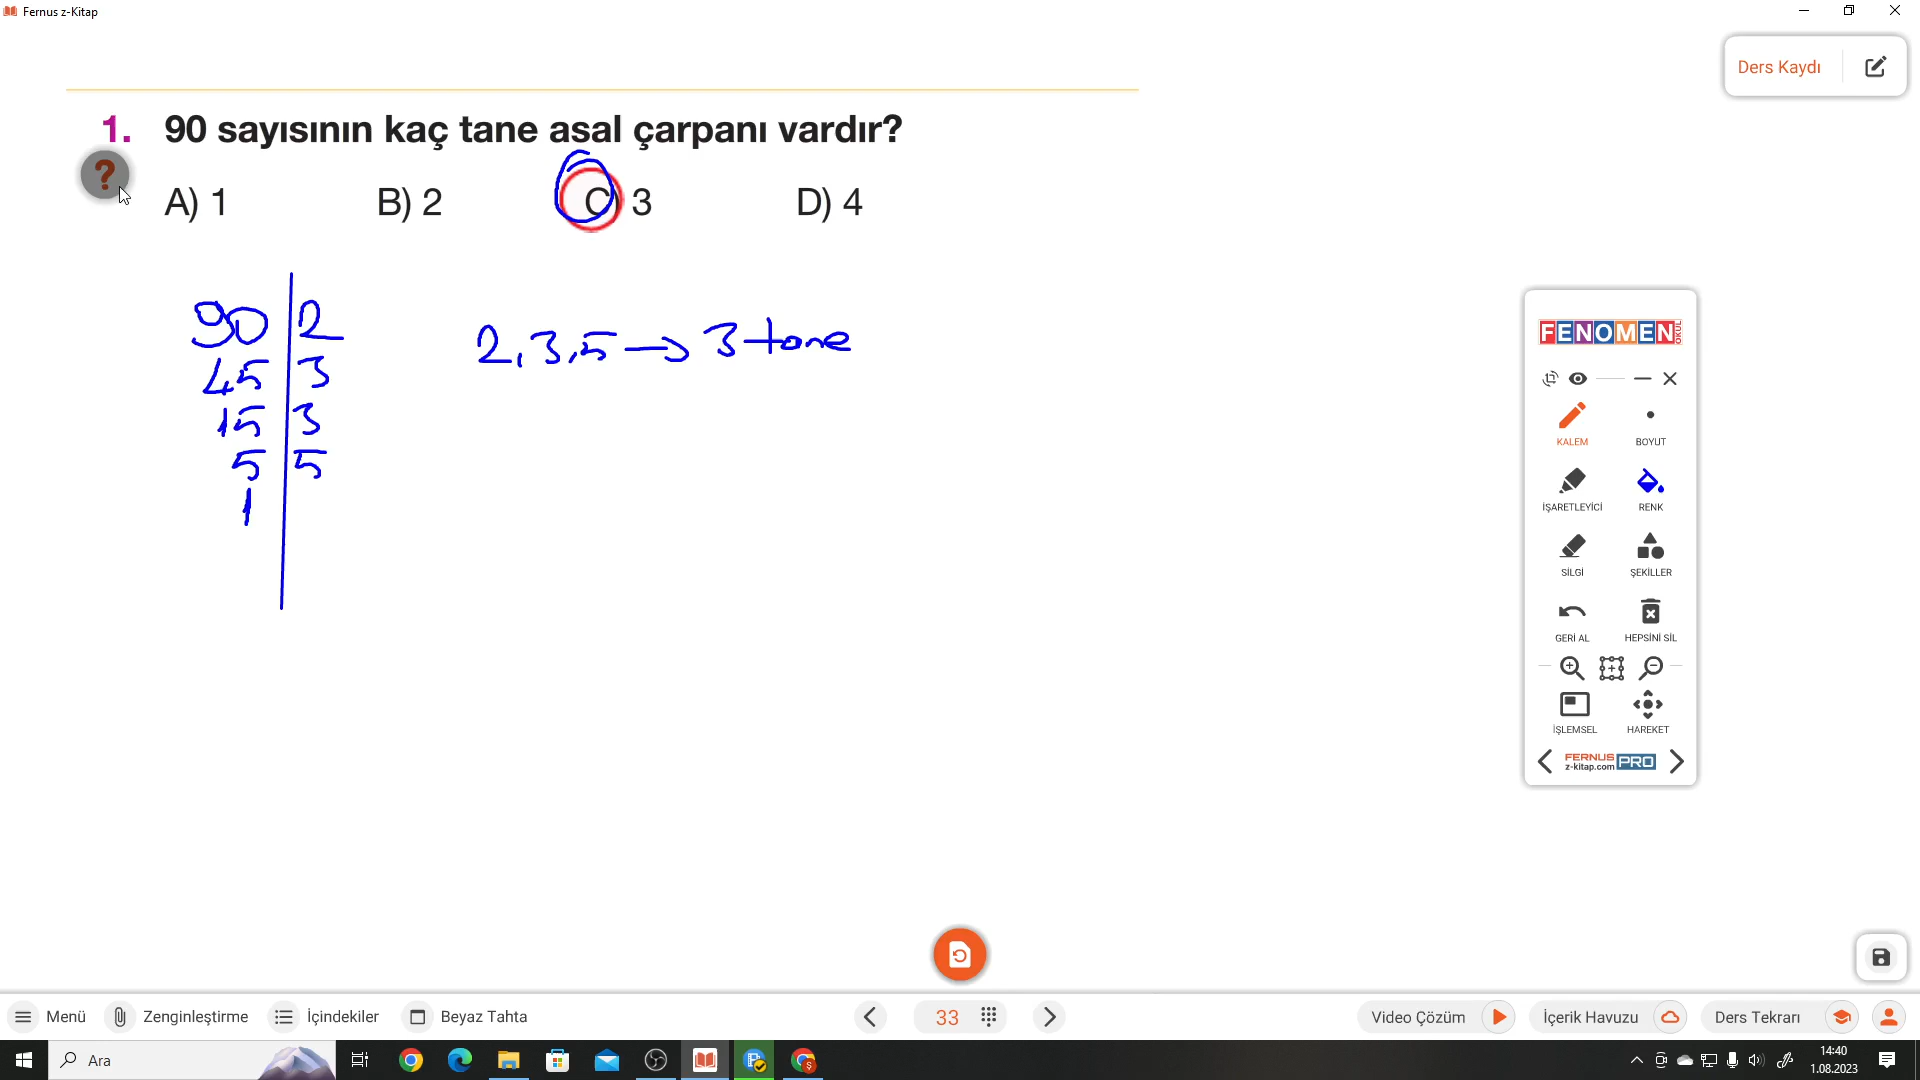 Fernus z-Kitap
Ders Kaydı
1. 90 sayısının kaç tane asal çarpanı vardır?
?
A) 1 B) 2 C) 3 D) 4
90 2
45 3
15 3
5 5
1
2,3,5 → 3 tane
FENOMEN OKUL
KALEM BOYUT
İŞARETLEYİCİ RENK
SİLGİ ŞEKİLLER
GERİ AL HEPSİNİ SİL
İŞLEMSEL HAREKET
FERNUS
z-kitap.com PRO
Menü Zenginleştirme İçindekiler Beyaz Tahta 33 Video Çözüm İçerik Havuzu Ders Tekrarı
Ara
14:40
1.08.2023